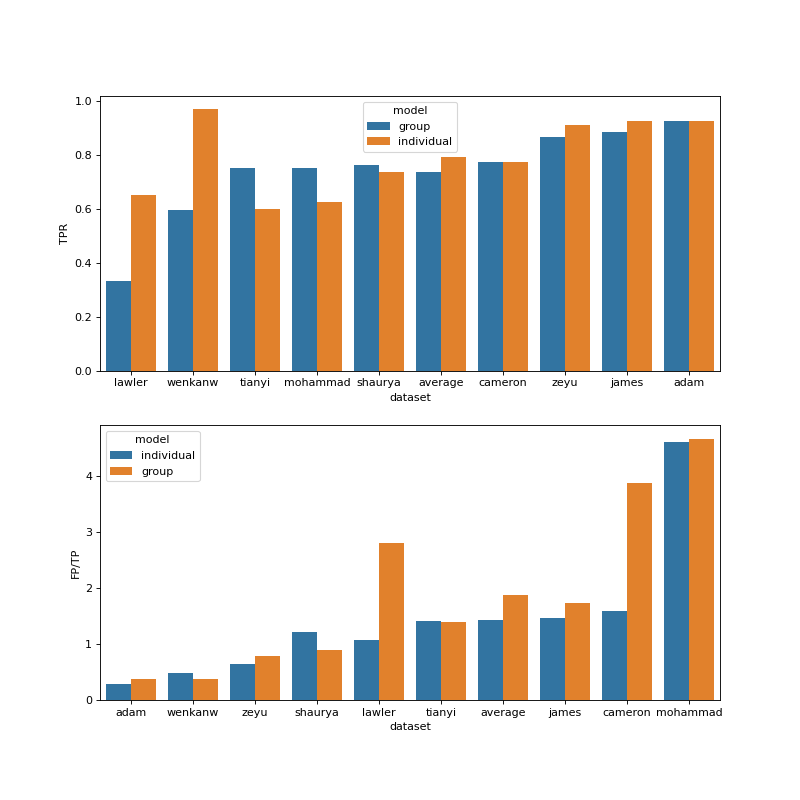 1.0
0.8
0.6
0.4
0.2
0.0
TPR
model
group
individual
lawler wenkanw tianyi mohammad shaurya average cameron zeyu james adam
dataset
4
3
2
1
0
FP/TP
model
individual
group
adam wenkanw zeyu shaurya lawler tianyi average james cameron mohammad
dataset